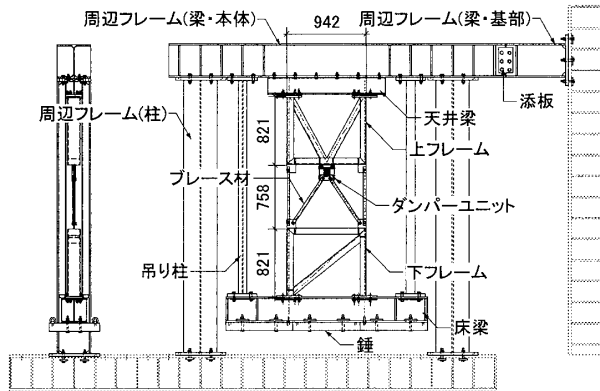 周辺フレーム(梁・本体)
942
周辺フレーム(梁・基部)
添板
周辺フレーム(柱)
821
天井梁
上フレーム
ブレース材
758
ダンパーユニット
吊り柱
821
下フレーム
床梁
錘